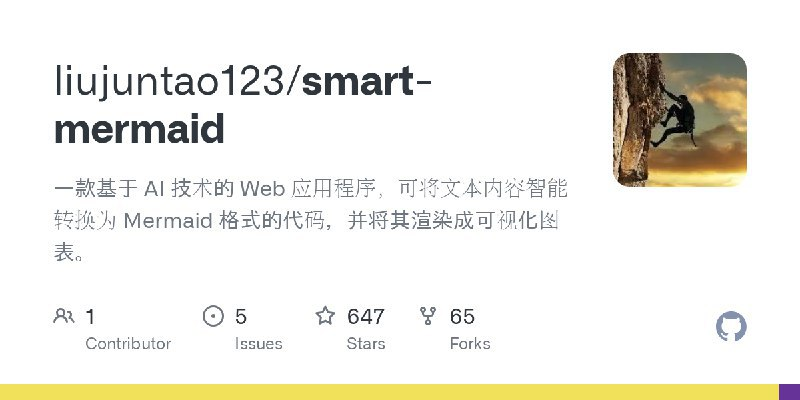 liujuntao123/smart-
mermaid
一款基于 AI 技术的 Web 应用程序，可将文本内容智能
转换为 Mermaid 格式的代码，并将其渲染成可视化图
表。
1 5 647 65
Contributor Issues Stars Forks